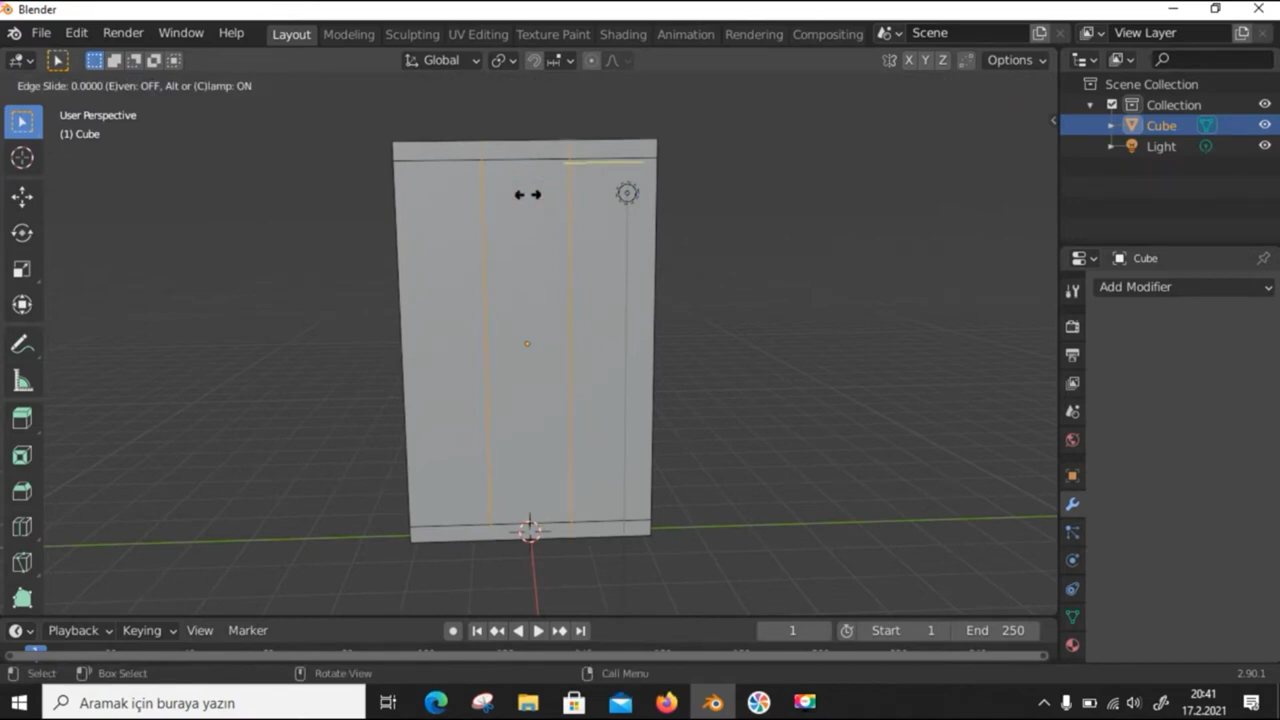 Blender
File Edit Render Window Help Layout Modeling Sculpting UV Editing Texture Paint Shading Animation Rendering Compositing Scene View Layer
Global X Y Z Options
Edge Slide: 0.0000 (E)ven: OFF, Alt or (C)lamp: ON
User Perspective
(1) Cube
Scene Collection
Collection
Cube
Light
Cube
Add Modifier
Playback Keying View Marker 1 Start 1 End 250
Select Box Select Rotate View Call Menu 2.90.1
Aramak için buraya yazın
20:41
17.2.2021